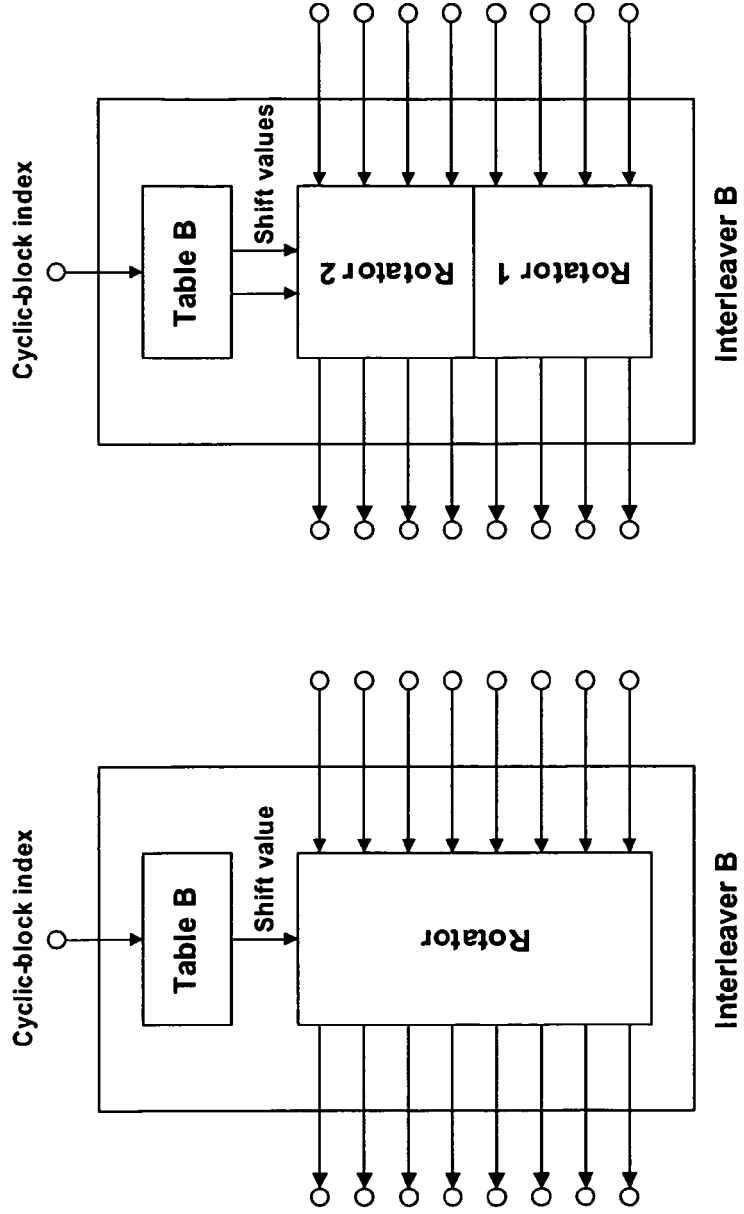 Cyclic-block index
Table B
Shift values
Rotator 2
Rotator 1
Interleaver B
Cyclic-block index
Table B
Shift value
Rotator
Interleaver B